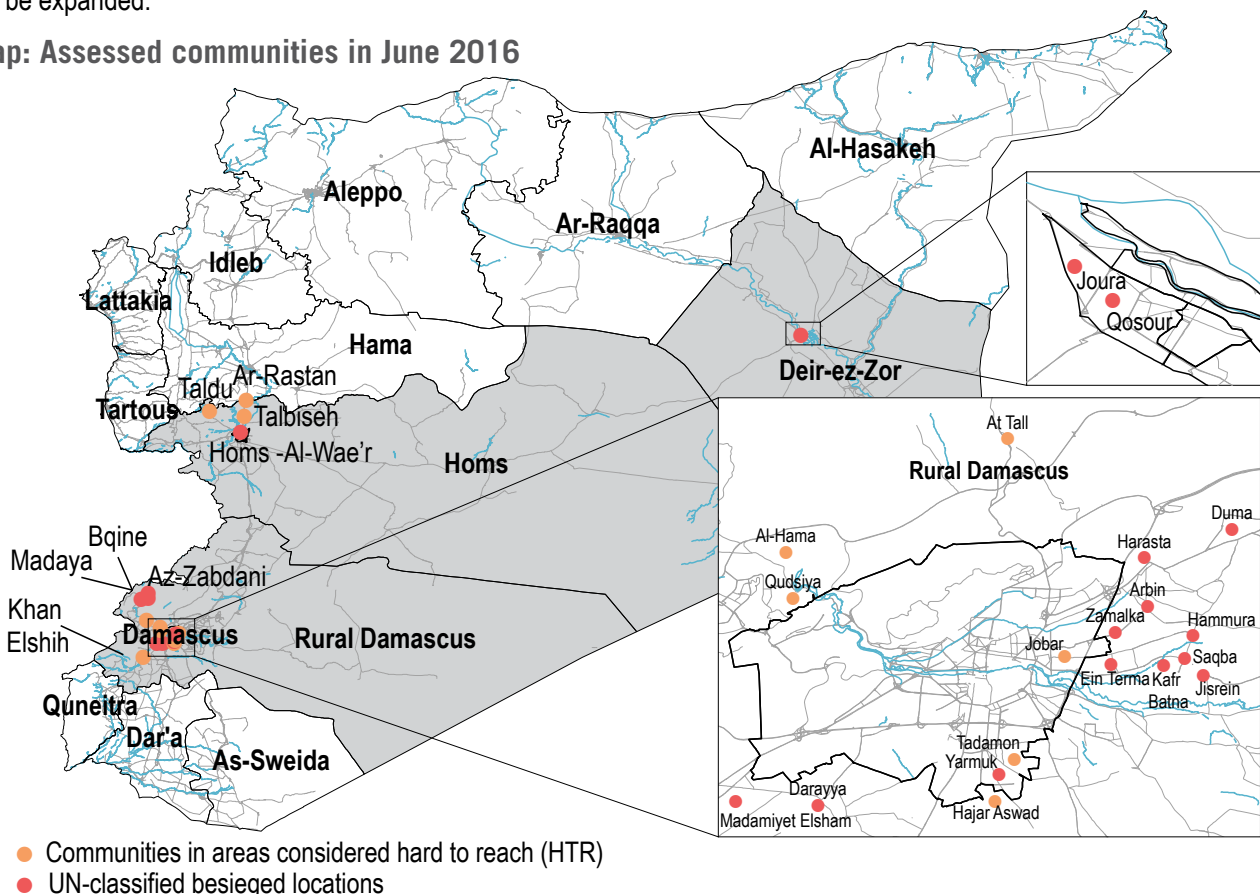 be expanded.
p: Assessed communities in June 2016
Al-Hasakeh
Aleppo
Ar-Raqqa
Idleb
Lattakia
Joura
Qosour
Hama
Deir-ez-Zor
Ar-Rastan
Taldu
Tartous
Talbiseh
Homs -Al-Wae'r
Homs
At Tall
Rural Damascus
Duma
Al-Hama
Harasta
Bqine
Madaya
Az-Zabdani
Qudsiya
Arbin
Khan
Elshih
Zamalka
Hammura
Damascus
Rural Damascus
Jobar
Saqba
Ein Terma
Kafr
Batna
Jisrein
Quneitra
Dar'a
As-Sweida
Tadamon
Yarmuk
Darayya
Madamiyet Elsham
Hajar Aswad
Communities in areas considered hard to reach (HTR)
UN-classified besieged locations